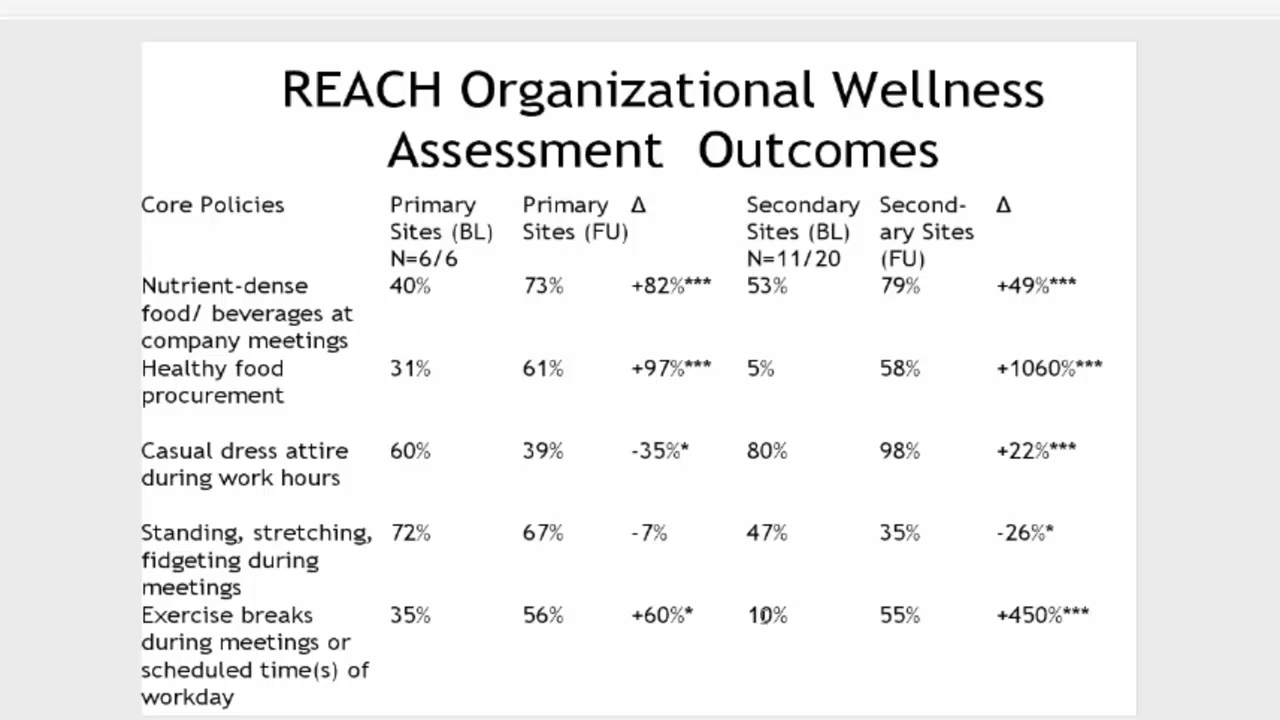 REACH Organizational Wellness
Assessment Outcomes
Core Policies Primary Primary Δ Secondary Second- Δ
Sites (BL) Sites (FU) Sites (BL) ary Sites
N=6/6 N=11/20 (FU)
Nutrient-dense 40% 73% +82%*** 53% 79% +49%***
food/ beverages at
company meetings
Healthy food 31% 61% +97%*** 5% 58% +1060%***
procurement
Casual dress attire 60% 39% -35%* 80% 98% +22%***
during work hours
Standing, stretching, 72% 67% -7% 47% 35% -26%*
fidgeting during
meetings
Exercise breaks 35% 56% +60%* 10% 55% +450%***
during meetings or
scheduled time(s) of
workday